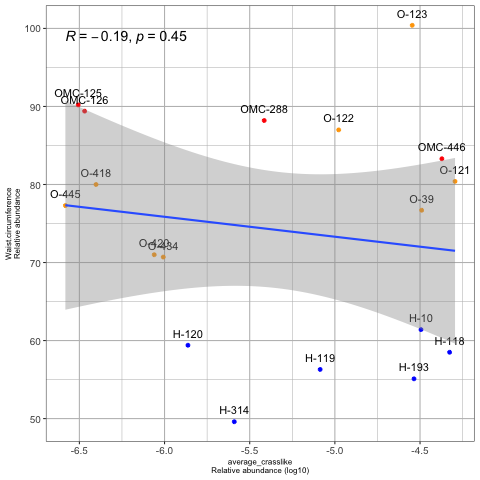 O-123
R = −0.19, p = 0.45
100
OMC-125
OMC-126
90
OMC-288
O-122
OMC-446
O-418
O-121
80
O-445
O-39
O-420
O-434
70
H-10
H-120
H-118
60
H-119
H-193
H-314
50
Waist.circumference
Relative abundance
-6.5 -6.0 -5.5 -5.0 -4.5
average_crasslike
Relative abundance (log10)